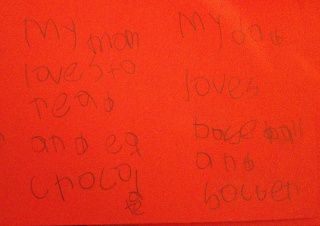 My mom
loves to
read
and ea
chocol
My dad
loves
baseball
and